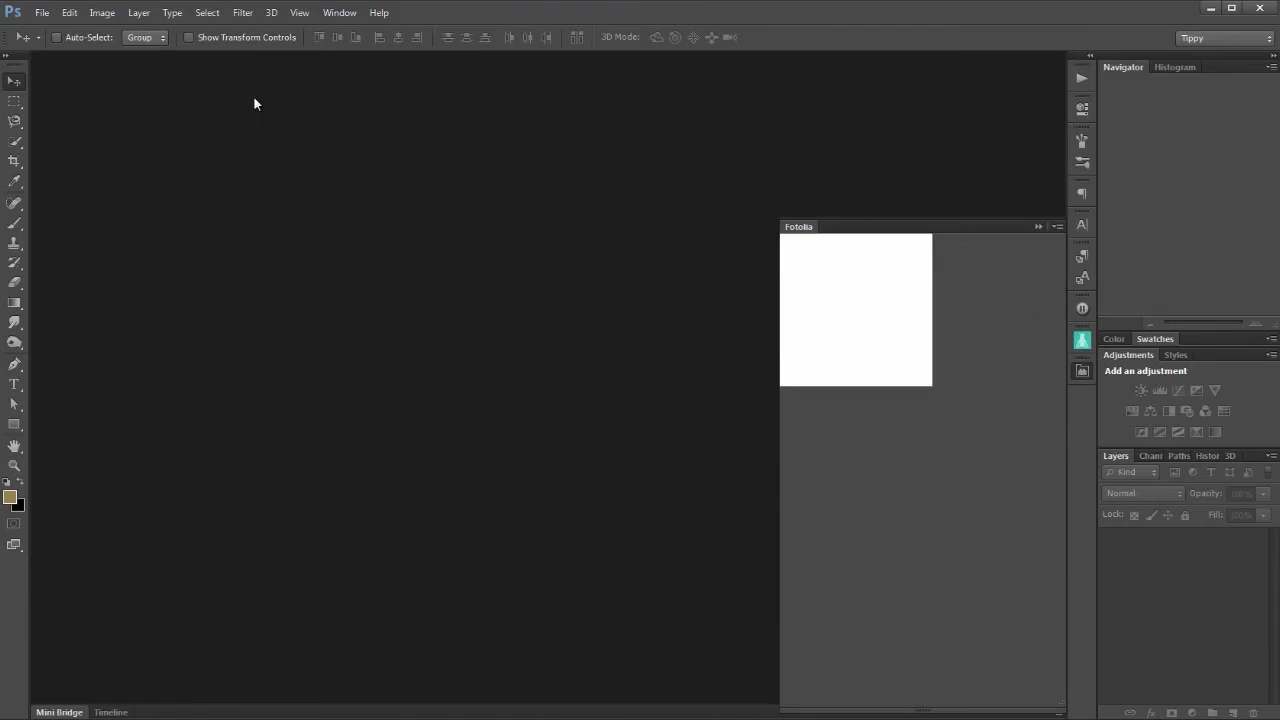 Ps File Edit Image Layer Type Select Filter 3D View Window Help
Auto-Select: Group Show Transform Controls 3D Mode: Tippy
Navigator Histogram
Fotolia
Color Swatches
Adjustments Styles
Add an adjustment
Layers Chann Paths Histor 3D
Kind
Normal Opacity: 100%
Lock: Fill: 100%
Mini Bridge Timeline